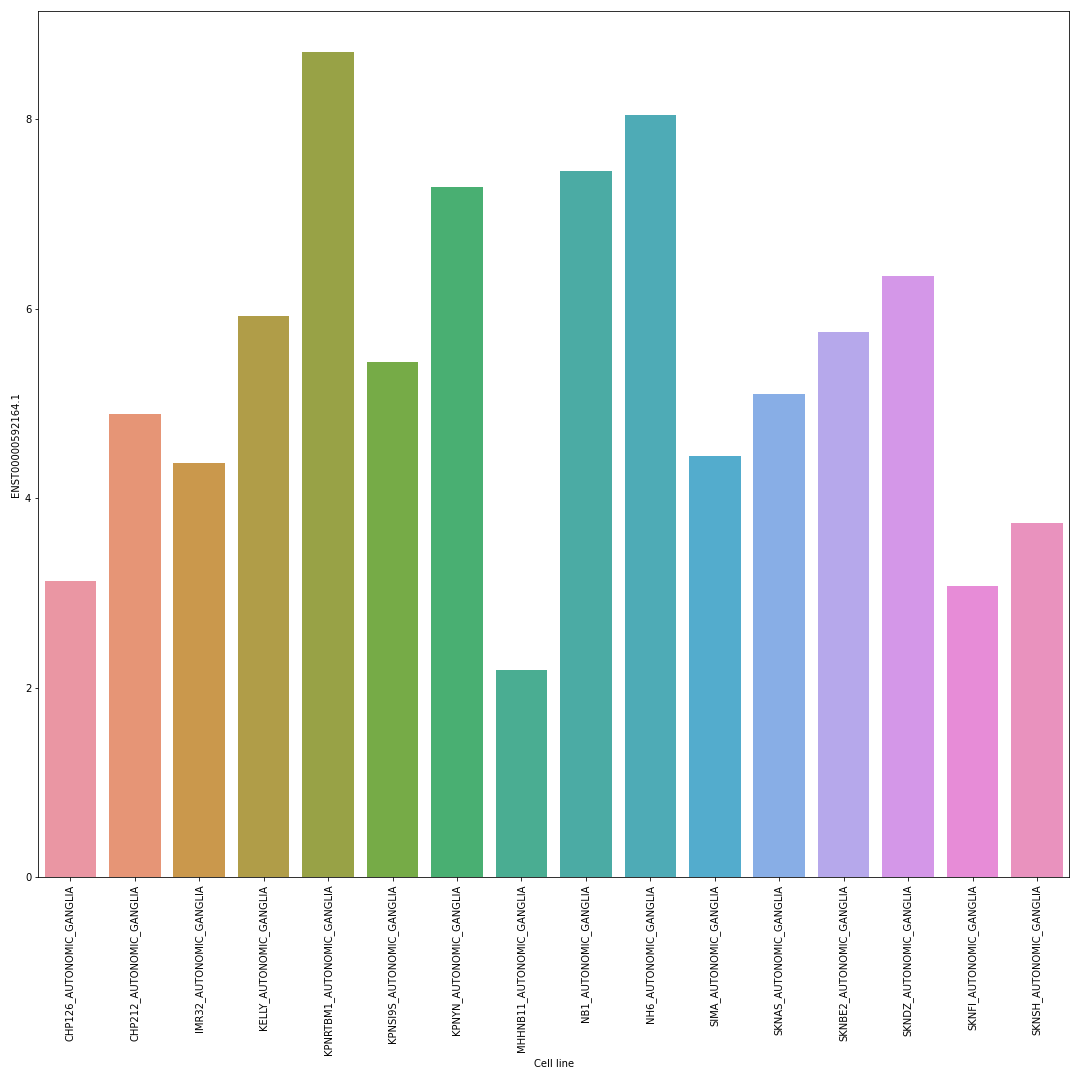 8
6
4
2
0
ENST00000592164.1
CHP126_AUTONOMIC_GANGLIA
CHP212_AUTONOMIC_GANGLIA
IMR32_AUTONOMIC_GANGLIA
KELLY_AUTONOMIC_GANGLIA
KPNRTBM1_AUTONOMIC_GANGLIA
KPNSI9S_AUTONOMIC_GANGLIA
KPNYN_AUTONOMIC_GANGLIA
MHHNB11_AUTONOMIC_GANGLIA
NB1_AUTONOMIC_GANGLIA
NH6_AUTONOMIC_GANGLIA
SIMA_AUTONOMIC_GANGLIA
SKNAS_AUTONOMIC_GANGLIA
SKNBE2_AUTONOMIC_GANGLIA
SKNDZ_AUTONOMIC_GANGLIA
SKNFI_AUTONOMIC_GANGLIA
SKNSH_AUTONOMIC_GANGLIA
Cell line